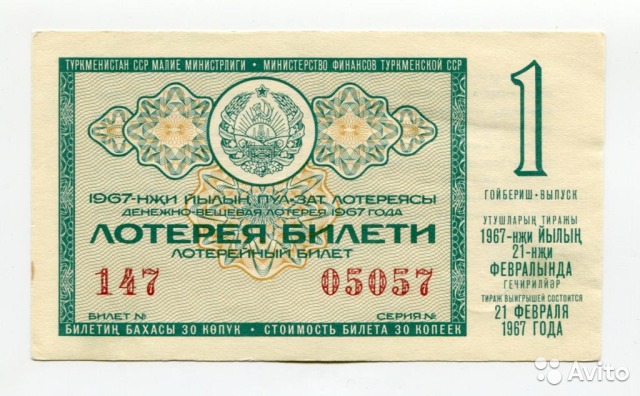 ТУРКМЕНИСТАН ССР МАЛИЕ МИНИСТРЛИГИ • МИНИСТЕРСТВО ФИНАНСОВ ТУРКМЕНСКОЙ ССР
1967-НЖИ ЙЫЛЫҢ ПУЛ-ЗАТ ЛОТЕРЕЯСЫ
ДЕНЕЖНО-ВЕЩЕВАЯ ЛОТЕРЕЯ 1967 ГОДА
ЛОТЕРЕЯ БИЛЕТИ
ЛОТЕРЕЙНЫЙ БИЛЕТ
147 05057
БИЛЕТ № СЕРИЯ №
БИЛЕТИҢ БАХАСЫ 30 КӨПҮК • СТОИМОСТЬ БИЛЕТА 30 КОПЕЕК
1
ГОЙБЕРИШ • ВЫПУСК
УТУШЛАРЫҢ ТИРАЖЫ
1967-НЖИ ЙЫЛЫҢ
21-НЖИ
ФЕВРАЛЫНДА
ГЕЧИРИЛЙӘР
ТИРАЖ ВЫИГРЫШЕЙ СОСТОИТСЯ
21 ФЕВРАЛЯ
1967 ГОДА
Avito